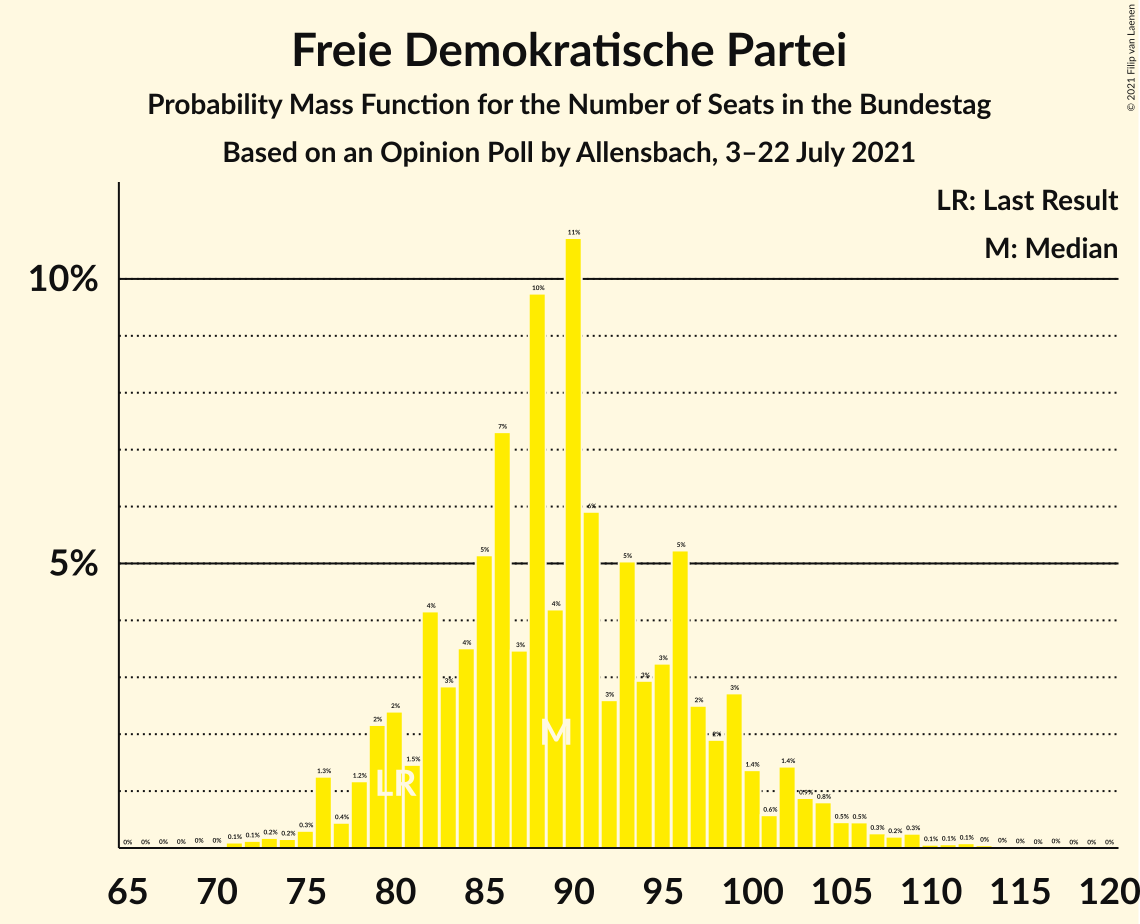 Freie Demokratische Partei
Probability Mass Function for the Number of Seats in the Bundestag
Based on an Opinion Poll by Allensbach, 3–22 July 2021
© 2021 Filip van Laenen
LR: Last Result
M: Median
10%
5%
0% 0% 0% 0% 0% 0% 0.1% 0.1% 0.2% 0.2% 0.3% 1.3% 0.4% 1.2% 2% 2% 1.5% 4% 3% 4% 5% 7% 3% 10% 4% 11% 6% 3% 5% 3% 3% 5% 2% 2% 3% 1.4% 0.6% 1.4% 0.9% 0.8% 0.5% 0.5% 0.3% 0.2% 0.3% 0.1% 0.1% 0.1% 0% 0% 0% 0% 0% 0% 0% 0%
M
LR
65 70 75 80 85 90 95 100 105 110 115 120